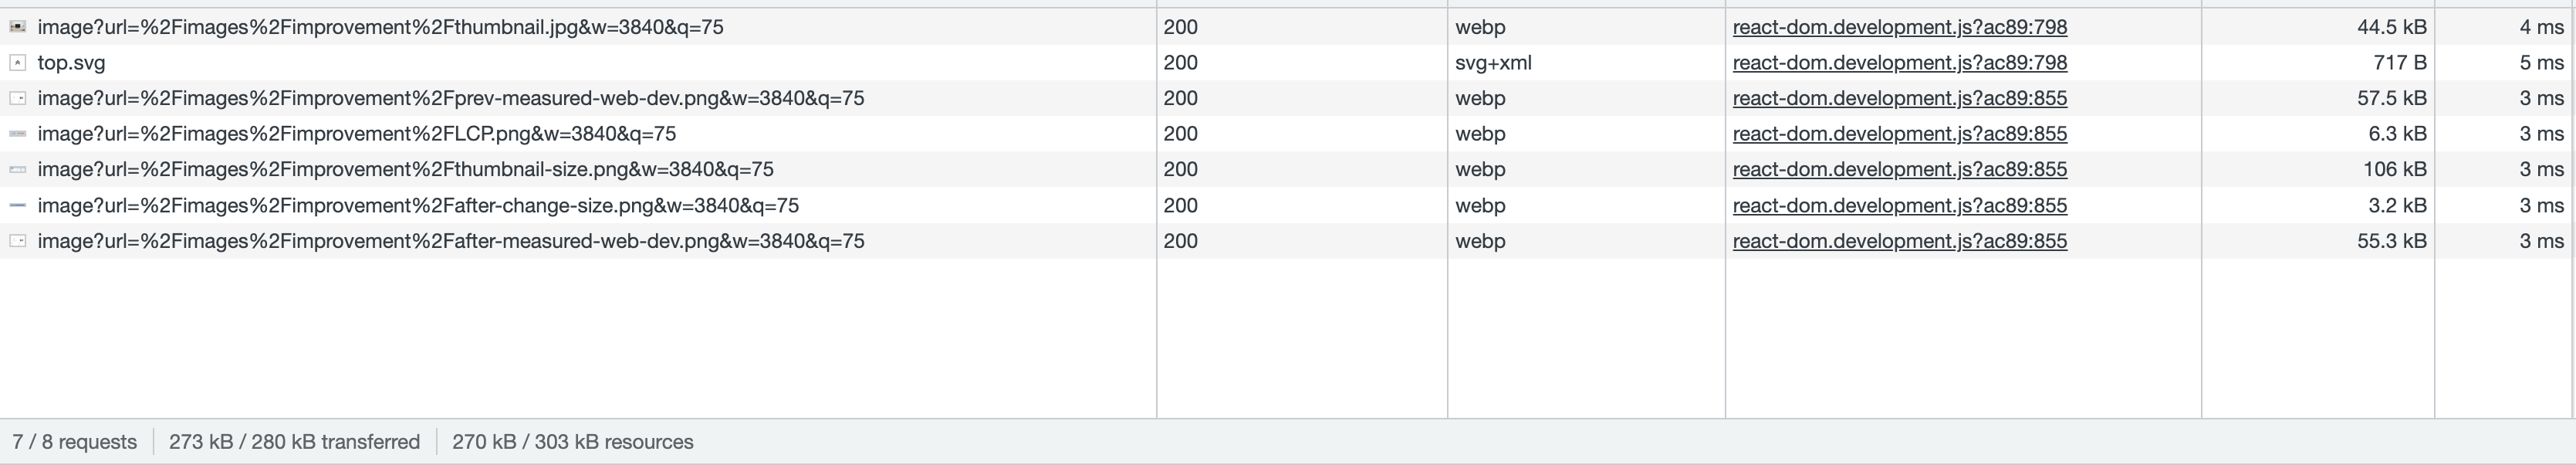 image?url=%2Fimages%2Fimprovement%2Fthumbnail.jpg&w=3840&q=75 200 webp react-dom.development.js?ac89:798 44.5 kB 4 ms
top.svg 200 svg+xml react-dom.development.js?ac89:798 717 B 5 ms
image?url=%2Fimages%2Fimprovement%2Fprev-measured-web-dev.png&w=3840&q=75 200 webp react-dom.development.js?ac89:855 57.5 kB 3 ms
image?url=%2Fimages%2Fimprovement%2FLCP.png&w=3840&q=75 200 webp react-dom.development.js?ac89:855 6.3 kB 3 ms
image?url=%2Fimages%2Fimprovement%2Fthumbnail-size.png&w=3840&q=75 200 webp react-dom.development.js?ac89:855 106 kB 3 ms
image?url=%2Fimages%2Fimprovement%2Fafter-change-size.png&w=3840&q=75 200 webp react-dom.development.js?ac89:855 3.2 kB 3 ms
image?url=%2Fimages%2Fimprovement%2Fafter-measured-web-dev.png&w=3840&q=75 200 webp react-dom.development.js?ac89:855 55.3 kB 3 ms
7 / 8 requests 273 kB / 280 kB transferred 270 kB / 303 kB resources